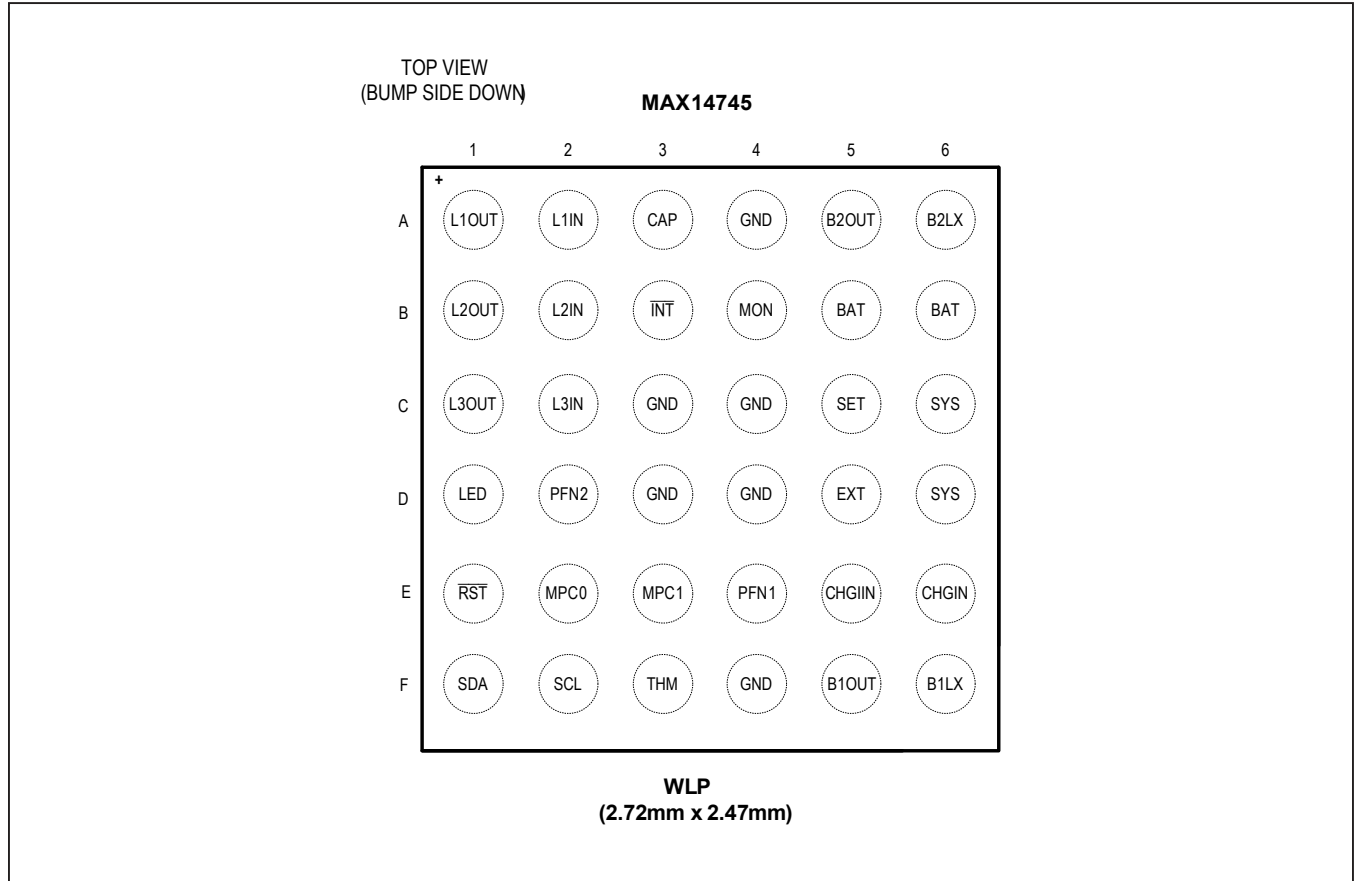 TOP VIEW
(BUMP SIDE DOWN)
MAX14745
1 2 3 4 5 6
+
A L1OUT L1IN CAP GND B2OUT B2LX
B L2OUT L2IN I̅N̅T̅ MON BAT BAT
C L3OUT L3IN GND GND SET SYS
D LED PFN2 GND GND EXT SYS
E R̅S̅T̅ MPC0 MPC1 PFN1 CHGIIN CHGIN
F SDA SCL THM GND B1OUT B1LX
WLP
(2.72mm x 2.47mm)